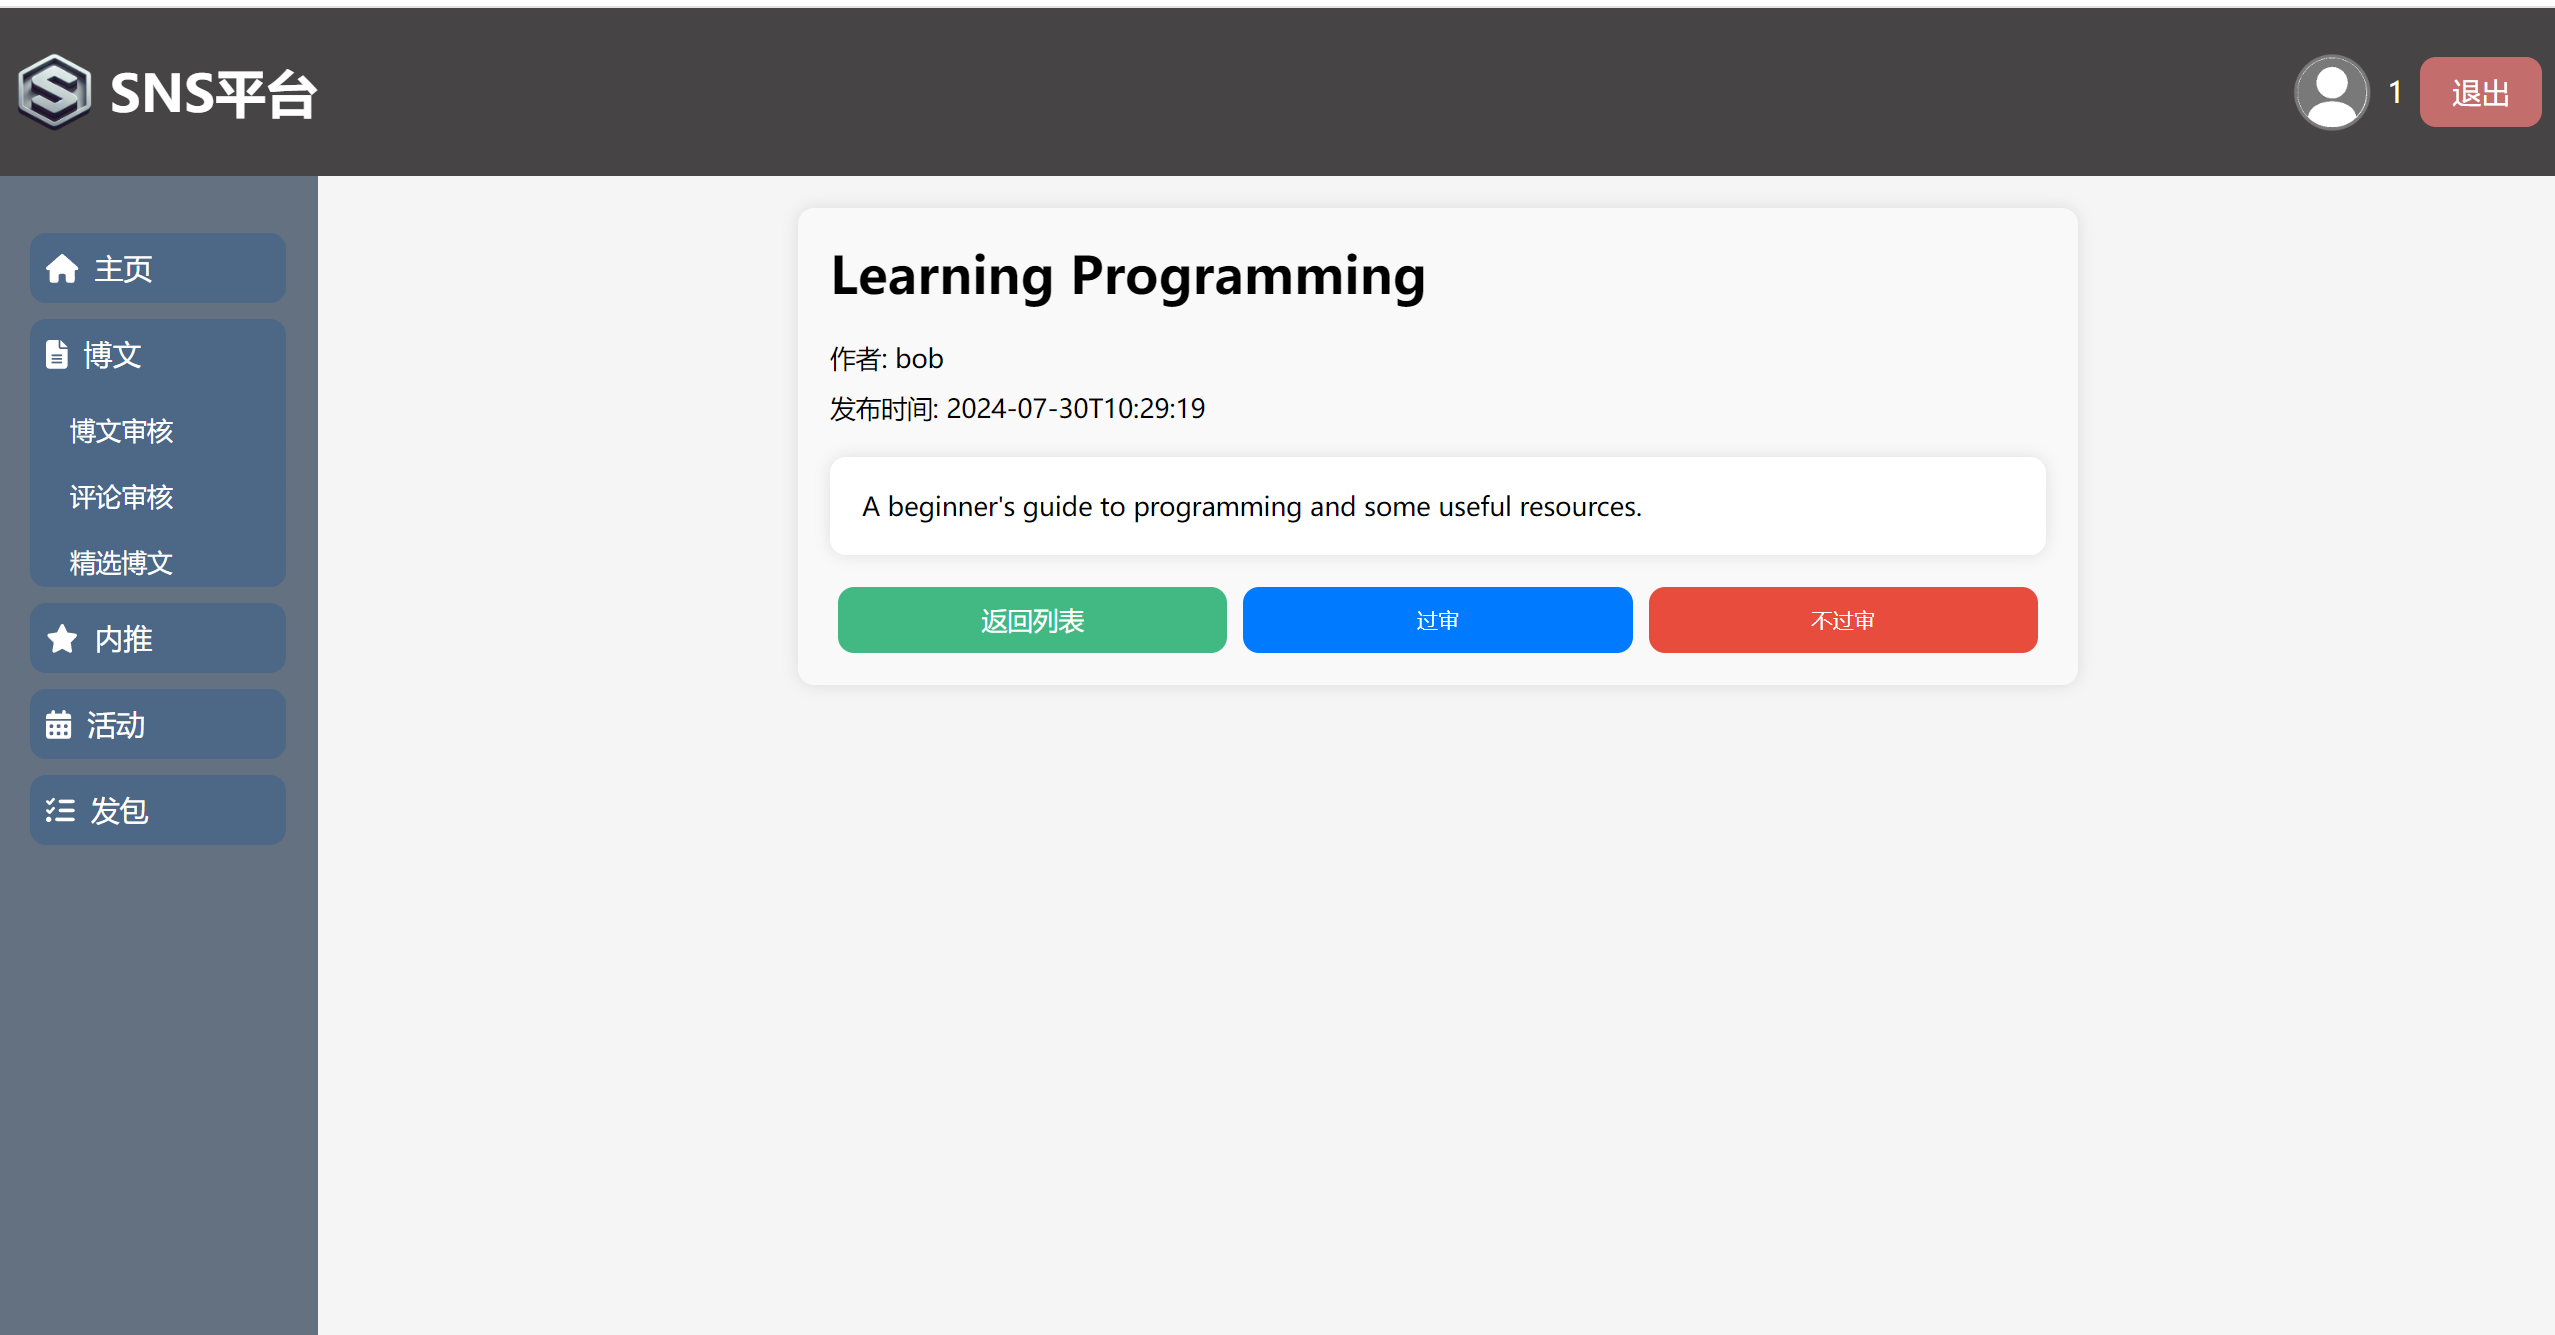 SNS平台
1
退出
主页
博文
博文审核
评论审核
精选博文
内推
活动
发包
Learning Programming
作者: bob
发布时间: 2024-07-30T10:29:19
A beginner's guide to programming and some useful resources.
返回列表
过审
不过审